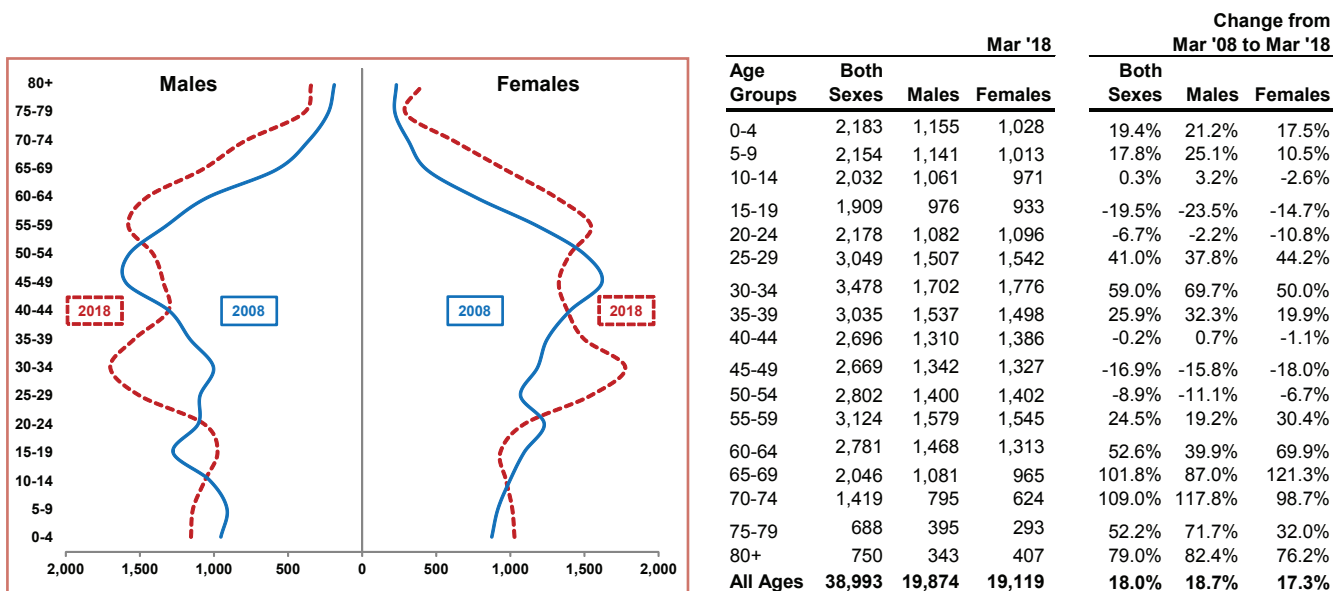 Males
Females
80+
75-79
70-74
65-69
60-64
55-59
50-54
45-49
40-44
35-39
30-34
25-29
20-24
15-19
10-14
5-9
0-4
2018
2008
2008
2018
2,000 1,500 1,000 500 0 500 1,000 1,500 2,000
Change from
Mar '18 Mar '08 to Mar '18
Age Both Both
Groups Sexes Males Females Sexes Males Females
0-4 2,183 1,155 1,028 19.4% 21.2% 17.5%
5-9 2,154 1,141 1,013 17.8% 25.1% 10.5%
10-14 2,032 1,061 971 0.3% 3.2% -2.6%
15-19 1,909 976 933 -19.5% -23.5% -14.7%
20-24 2,178 1,082 1,096 -6.7% -2.2% -10.8%
25-29 3,049 1,507 1,542 41.0% 37.8% 44.2%
30-34 3,478 1,702 1,776 59.0% 69.7% 50.0%
35-39 3,035 1,537 1,498 25.9% 32.3% 19.9%
40-44 2,696 1,310 1,386 -0.2% 0.7% -1.1%
45-49 2,669 1,342 1,327 -16.9% -15.8% -18.0%
50-54 2,802 1,400 1,402 -8.9% -11.1% -6.7%
55-59 3,124 1,579 1,545 24.5% 19.2% 30.4%
60-64 2,781 1,468 1,313 52.6% 39.9% 69.9%
65-69 2,046 1,081 965 101.8% 87.0% 121.3%
70-74 1,419 795 624 109.0% 117.8% 98.7%
75-79 688 395 293 52.2% 71.7% 32.0%
80+ 750 343 407 79.0% 82.4% 76.2%
All Ages 38,993 19,874 19,119 18.0% 18.7% 17.3%